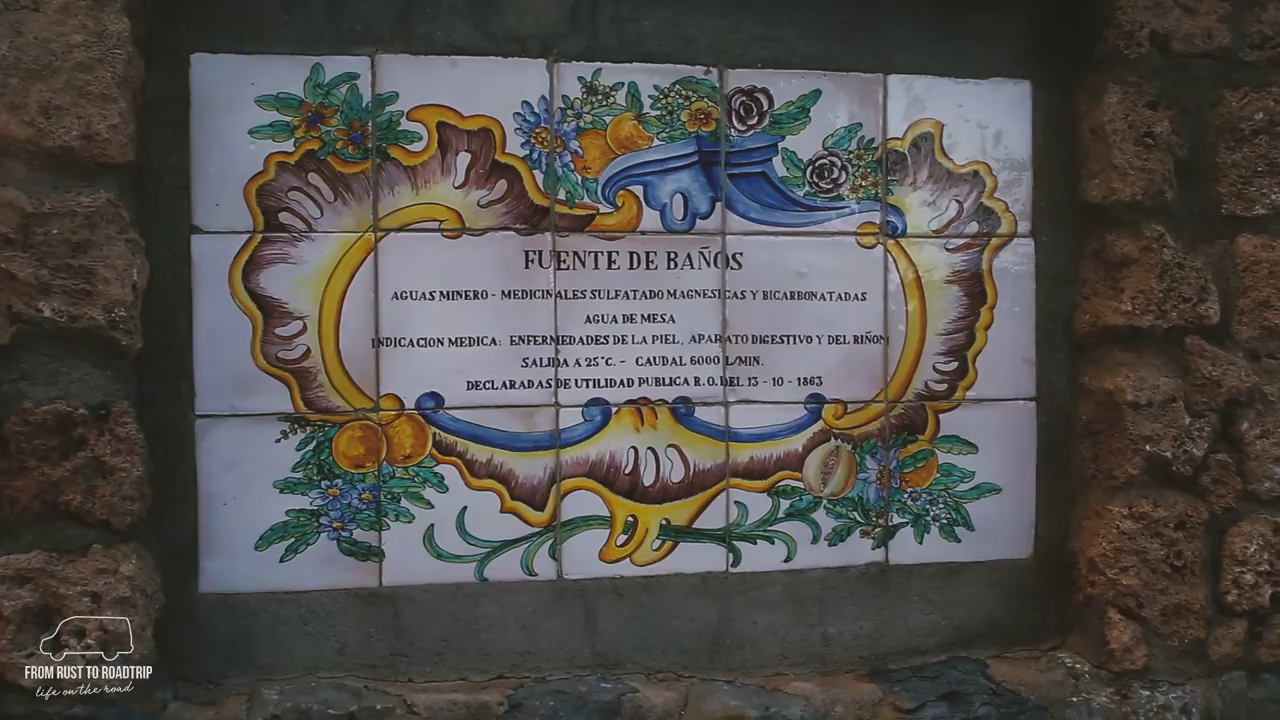 FUENTE DE BAÑOS
AGUAS MINERO - MEDICINALES SULFATADO MAGNESICAS Y BICARBONATADAS
AGUA DE MESA
INDICACION MEDICA: ENFERMEDADES DE LA PIEL, APARATO DIGESTIVO Y DEL RIÑON
SALIDA A 25°C. - CAUDAL 6000 L/MIN.
DECLARADAS DE UTILIDAD PUBLICA R.O. DEL 13 - 10 - 1863
FROM RUST TO ROADTRIP
life on the road